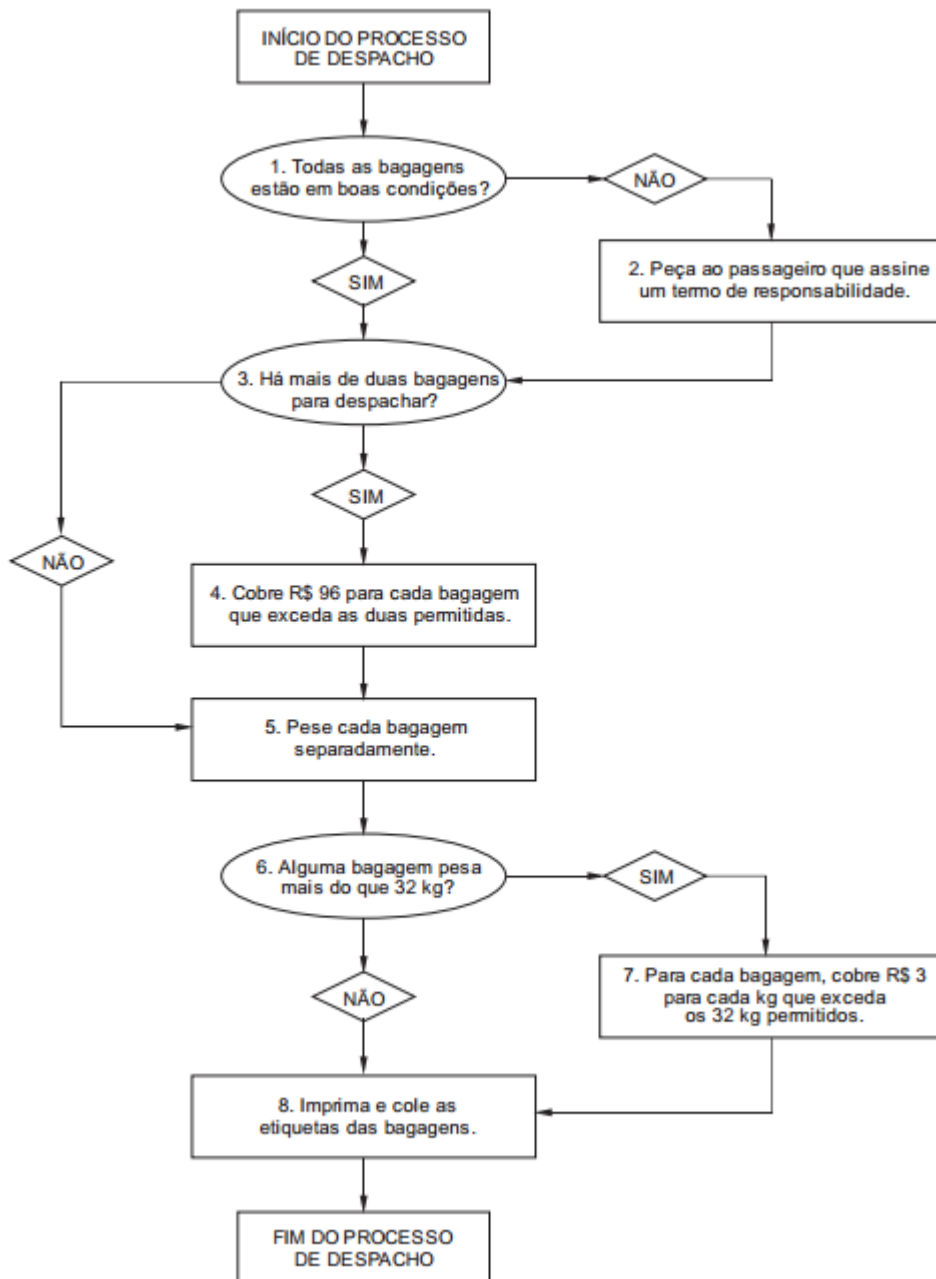 INÍCIO DO PROCESSO
DE DESPACHO
1. Todas as bagagens
estão em boas condições?
NÃO
2. Peça ao passageiro que assine
um termo de responsabilidade.
SIM
3. Há mais de duas bagagens
para despachar?
SIM
NÃO
4. Cobre R$ 96 para cada bagagem
que exceda as duas permitidas.
5. Pese cada bagagem
separadamente.
6. Alguma bagagem pesa
mais do que 32 kg?
SIM
7. Para cada bagagem, cobre R$ 3
para cada kg que exceda
os 32 kg permitidos.
NÃO
8. Imprima e cole as
etiquetas das bagagens.
FIM DO PROCESSO
DE DESPACHO